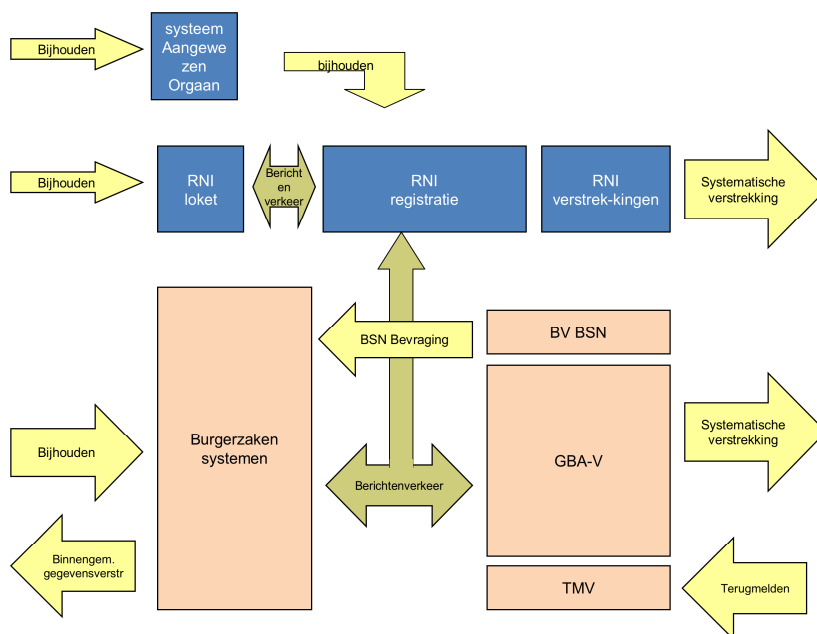 systeem
Aangewe
zen
Orgaan
Bijhouden
bijhouden
Bijhouden
RNI
loket
Bericht
en
verkeer
RNI
registratie
RNI
verstrek-kingen
Systematische
verstrekking
BSN Bevraging
BV BSN
Bijhouden
Burgerzaken
systemen
Berichtenverkeer
GBA-V
Systematische
verstrekking
Binnengem.
gegevensverstr
TMV
Terugmelden